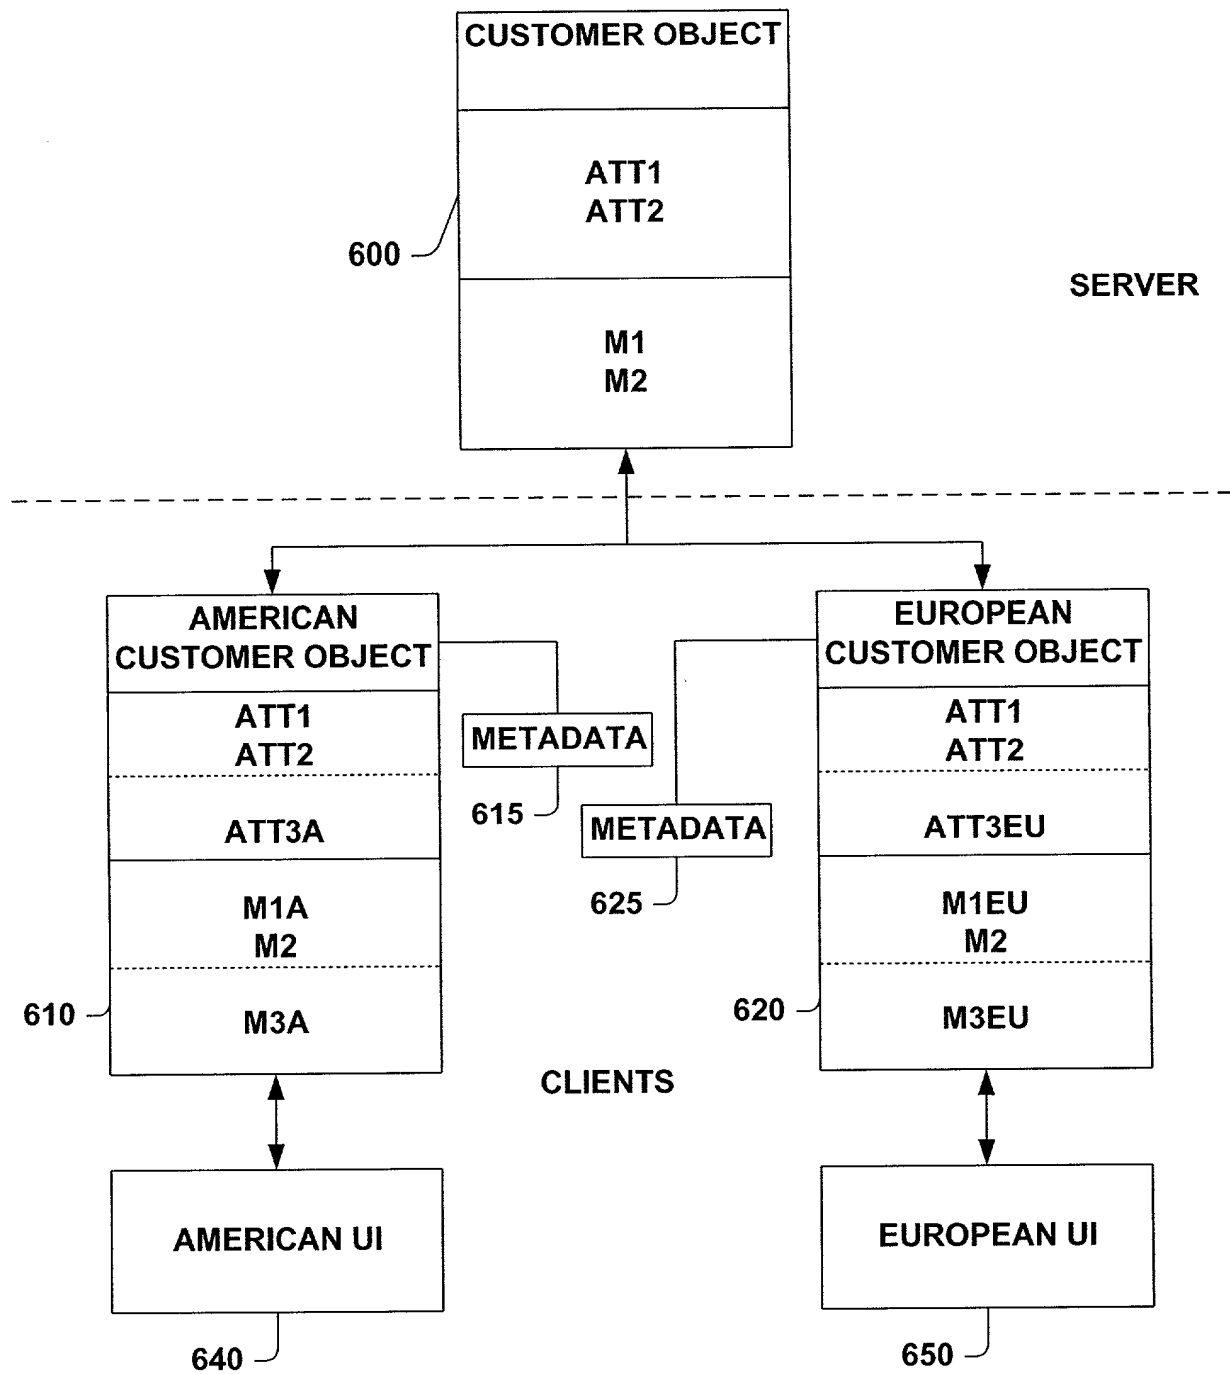 CUSTOMER OBJECT
ATT1
ATT2
600
SERVER
M1
M2
AMERICAN
CUSTOMER OBJECT
ATT1
ATT2
ATT3A
M1A
M2
M3A
610
METADATA
615
METADATA
625
EUROPEAN
CUSTOMER OBJECT
ATT1
ATT2
ATT3EU
M1EU
M2
M3EU
620
CLIENTS
AMERICAN UI
640
EUROPEAN UI
650